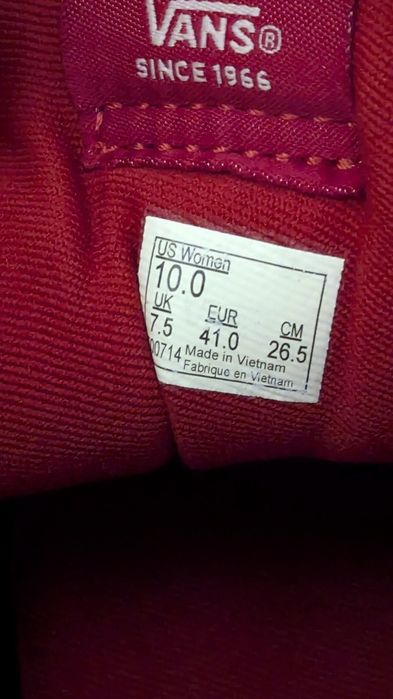 VANS®
SINCE 1966
US Women
10.0
UK EUR CM
7.5 41.0 26.5
00714 Made in Vietnam
Fabrique en Vietnam